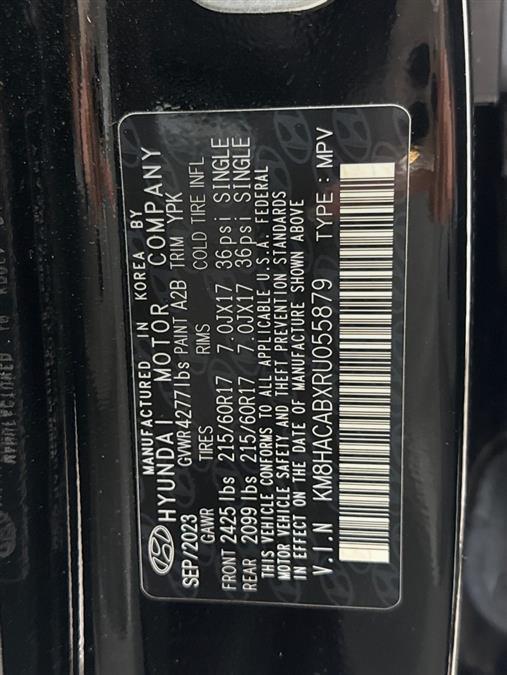 MANUFACTURED IN KOREA BY
HYUNDAI MOTOR COMPANY
SEP/2023 GVWR 4277lbs PAINT A2B TRIM YPK
GAWR TIRES RIMS COLD TIRE INFL
FRONT 2425 lbs 215/60R17 7.0JX17 36psi SINGLE
REAR 2099 lbs 215/60R17 7.0JX17 36psi SINGLE
THIS VEHICLE CONFORMS TO ALL APPLICABLE U.S.A. FEDERAL
MOTOR VEHICLE SAFETY AND THEFT PREVENTION STANDARDS
IN EFFECT ON THE DATE OF MANUFACTURE SHOWN ABOVE
V.I.N KM8HACABXRU055879 TYPE : MPV